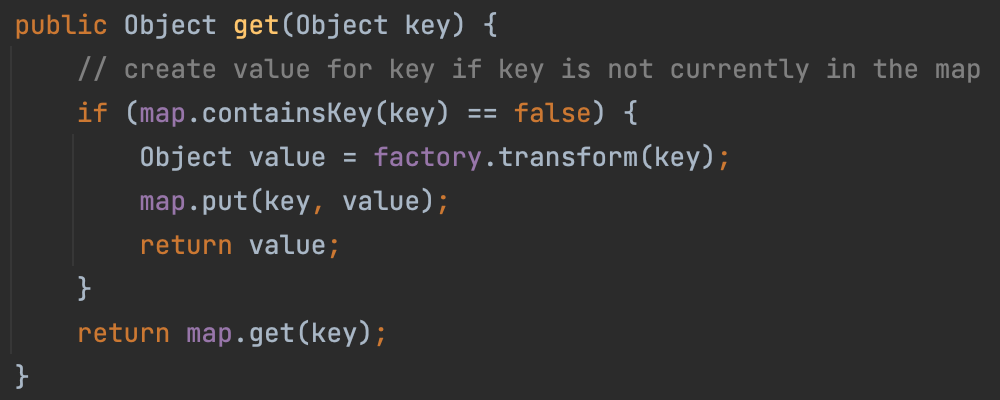 public Object get(Object key) {
    // create value for key if key is not currently in the map
    if (map.containsKey(key) == false) {
        Object value = factory.transform(key);
        map.put(key, value);
        return value;
    }
    return map.get(key);
}